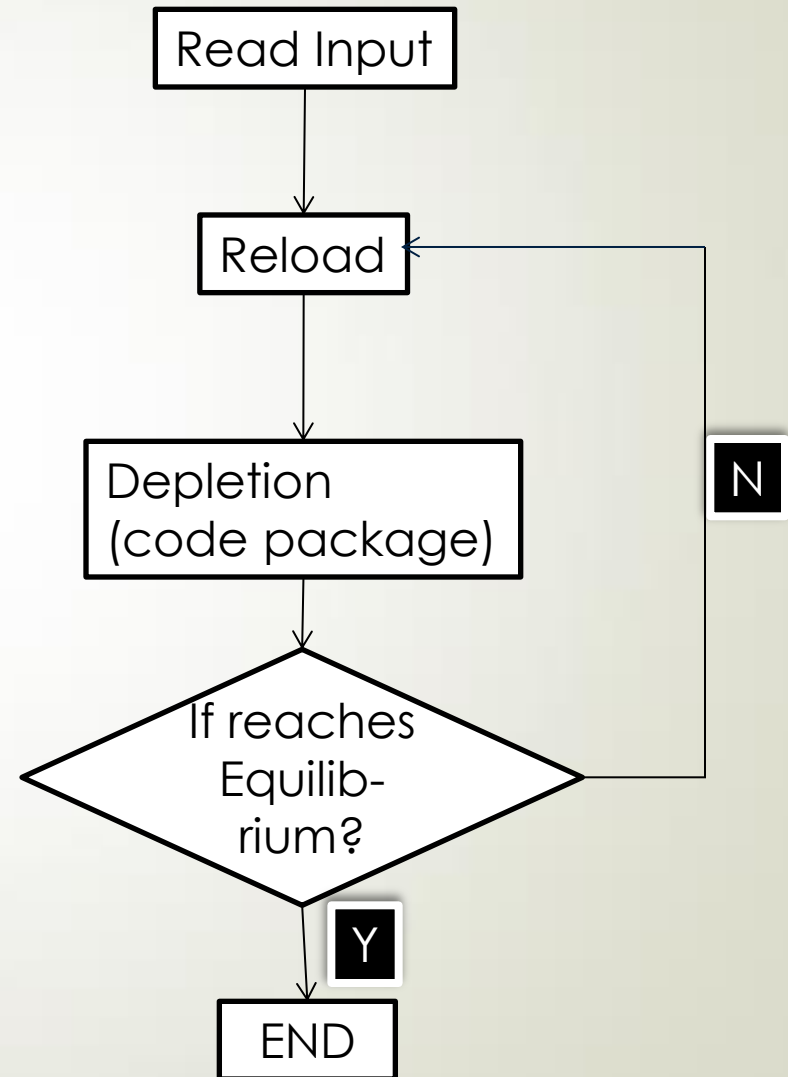 Read Input
Reload
Depletion
(code package)
N
If reaches
Equilib-
rium?
Y
END